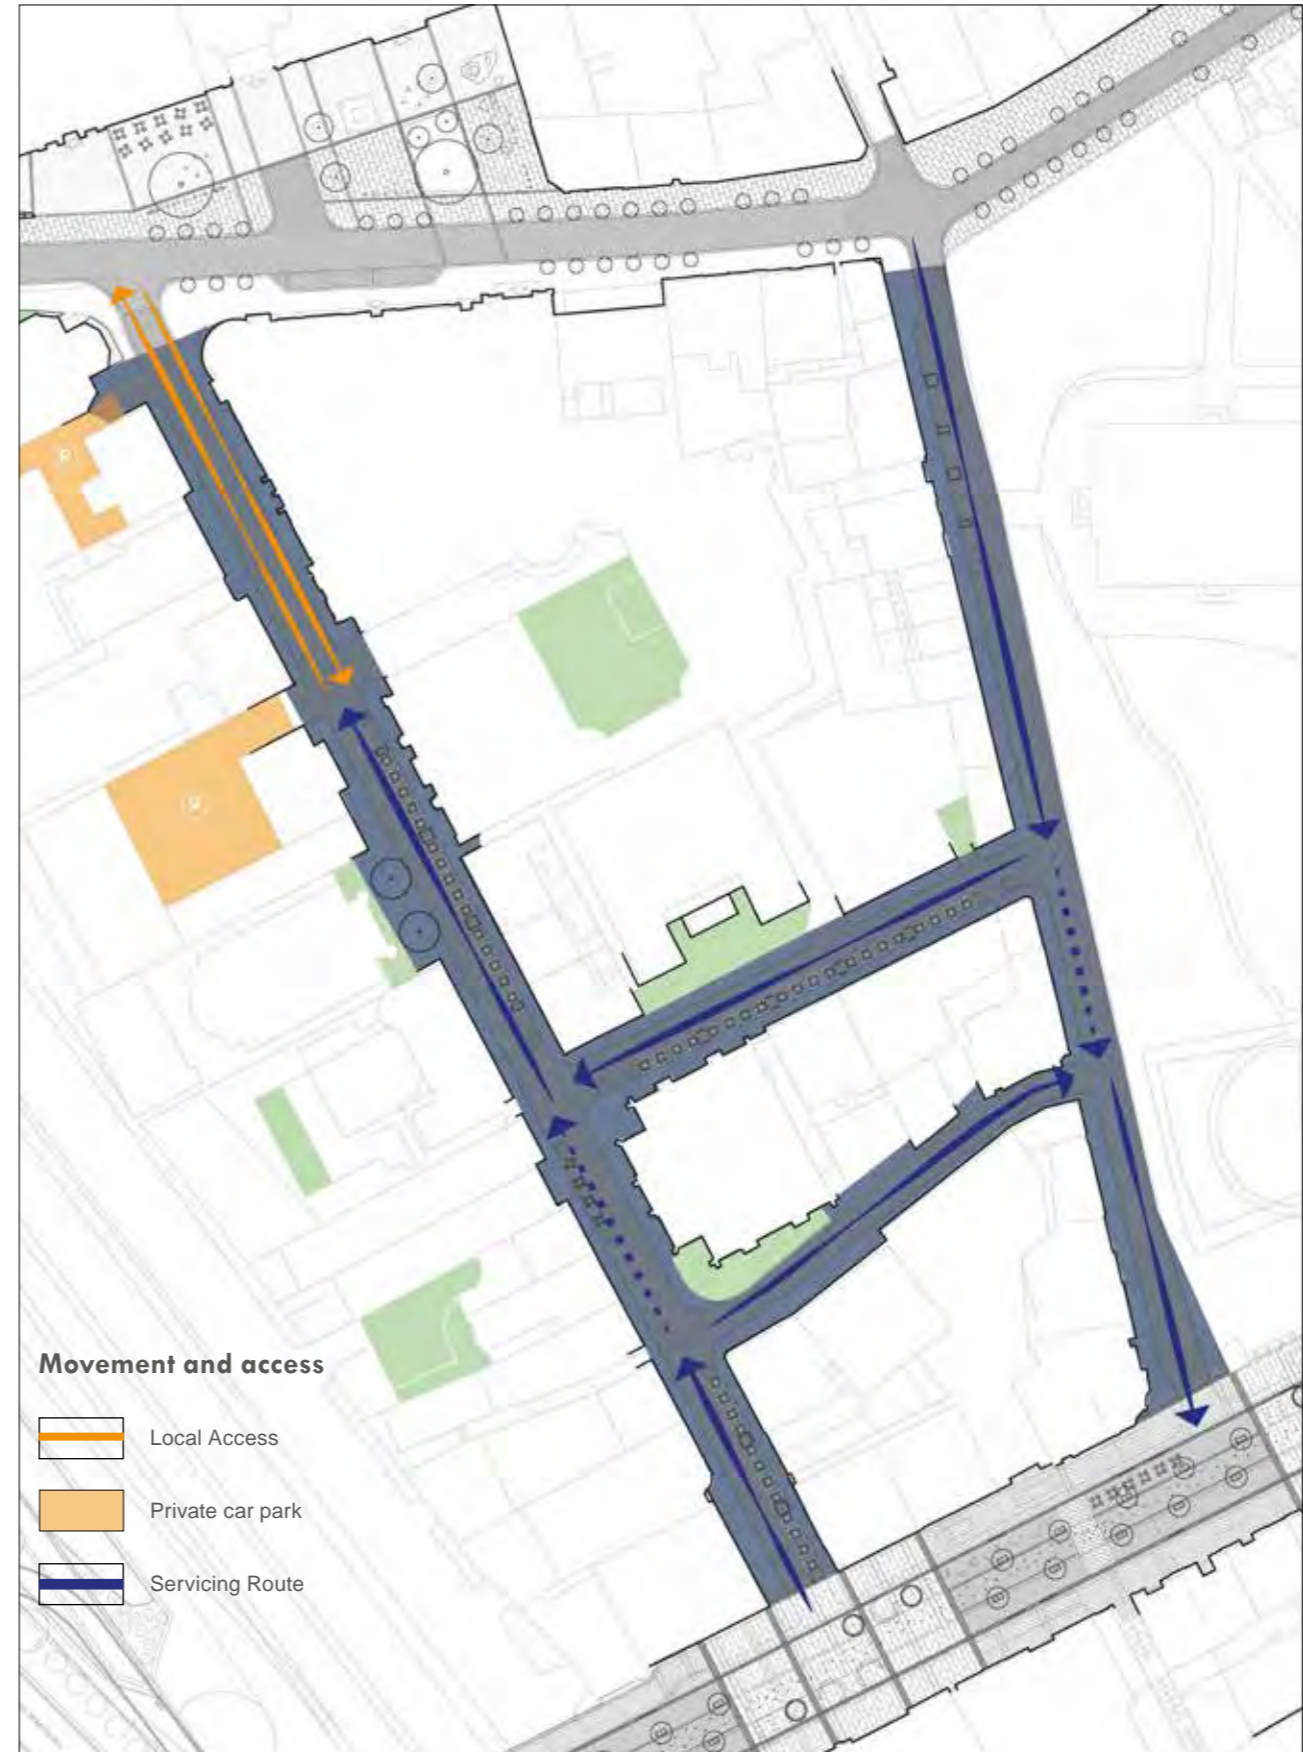 Movement and access
Local Access
Private car park
Servicing Route